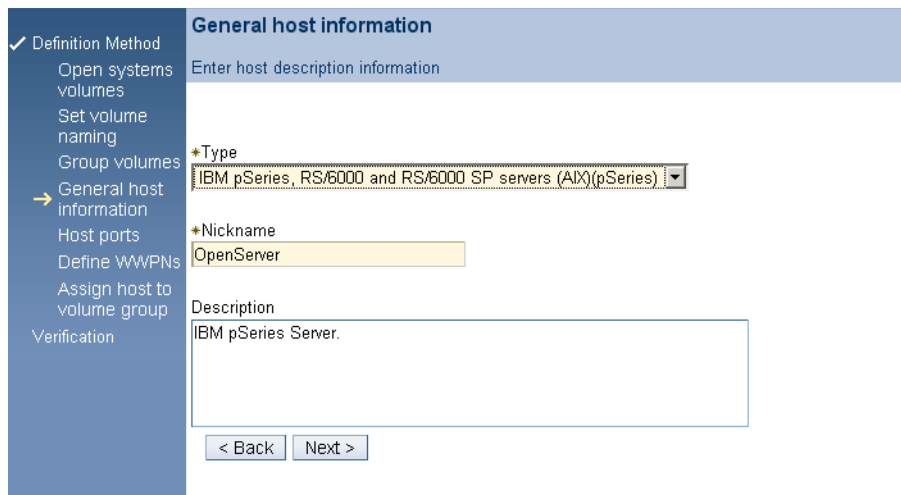 Definition Method
Open systems
volumes
Set volume
naming
Group volumes
General host
information
Host ports
Define WWPNs
Assign host to
volume group
Verification
General host information
Enter host description information
*Type
IBM pSeries, RS/6000 and RS/6000 SP servers (AIX)(pSeries)
*Nickname
OpenServer
Description
IBM pSeries Server.
< Back Next >